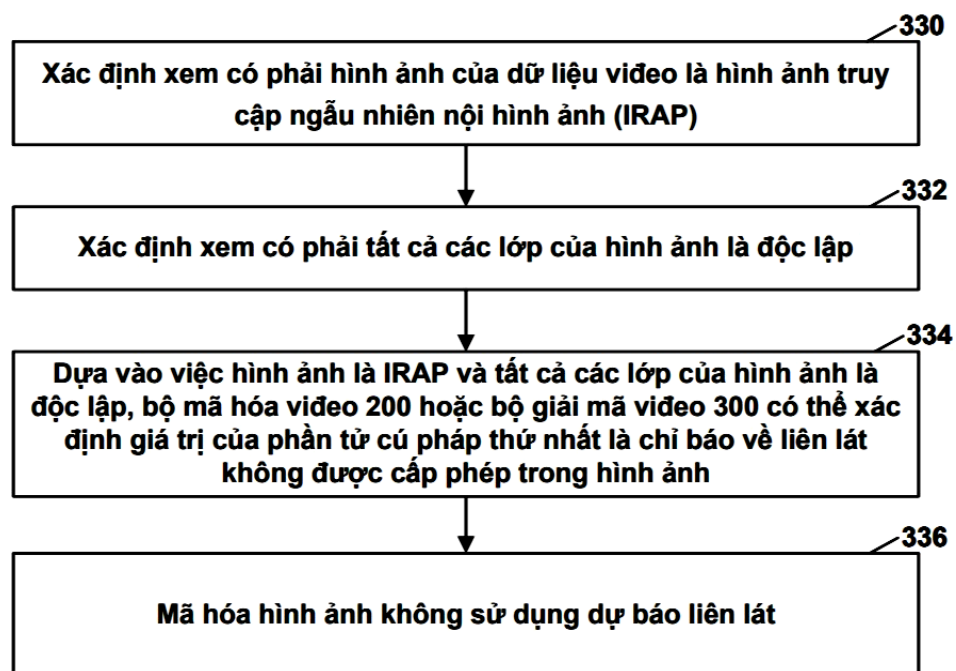 330
Xác định xem có phải hình ảnh của dữ liệu viđeo là hình ảnh truy
cập ngẫu nhiên nội hình ảnh (IRAP)
332
Xác định xem có phải tất cả các lớp của hình ảnh là độc lập
334
Dựa vào việc hình ảnh là IRAP và tất cả các lớp của hình ảnh là
độc lập, bộ mã hóa viđeo 200 hoặc bộ giải mã viđeo 300 có thể xác
định giá trị của phần tử cú pháp thứ nhất là chỉ báo về liên lát
không được cấp phép trong hình ảnh
336
Mã hóa hình ảnh không sử dụng dự báo liên lát